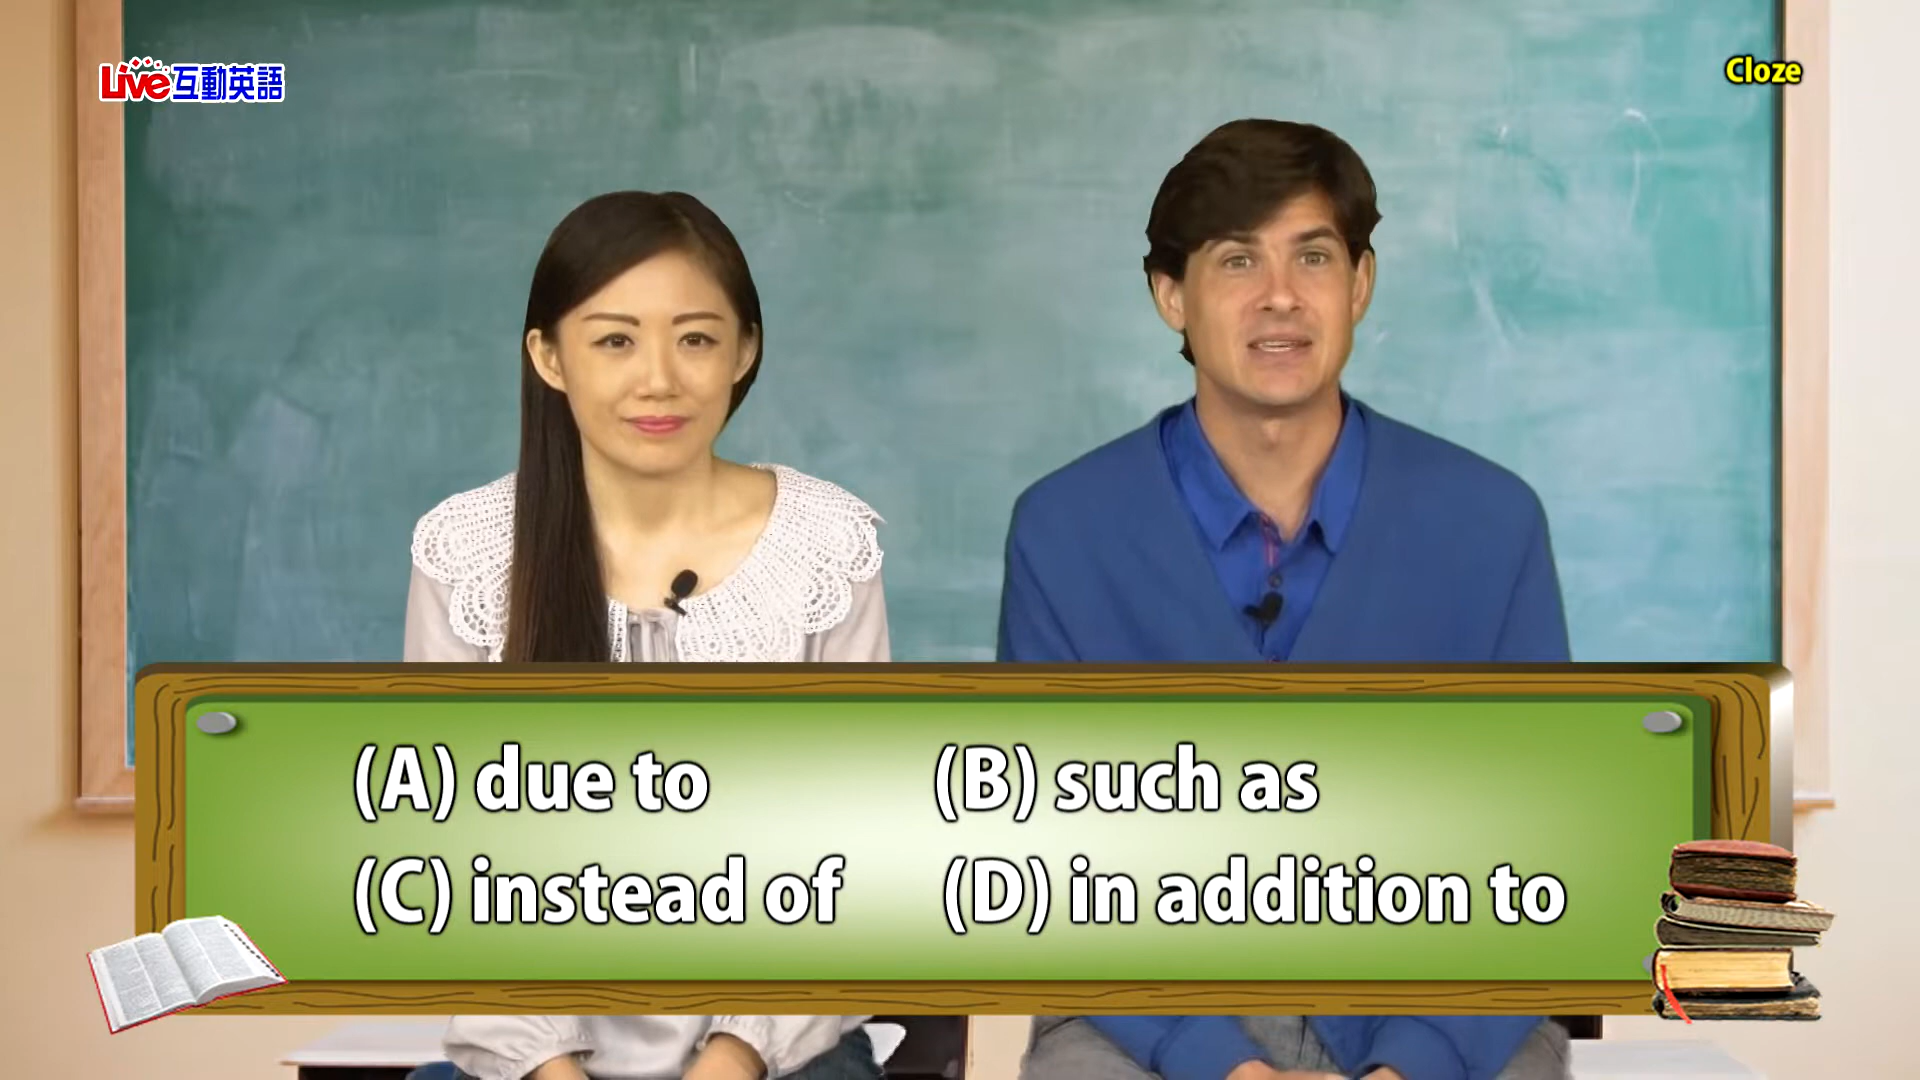 Live互動英語
Cloze
(A) due to
(B) such as
(C) instead of
(D) in addition to